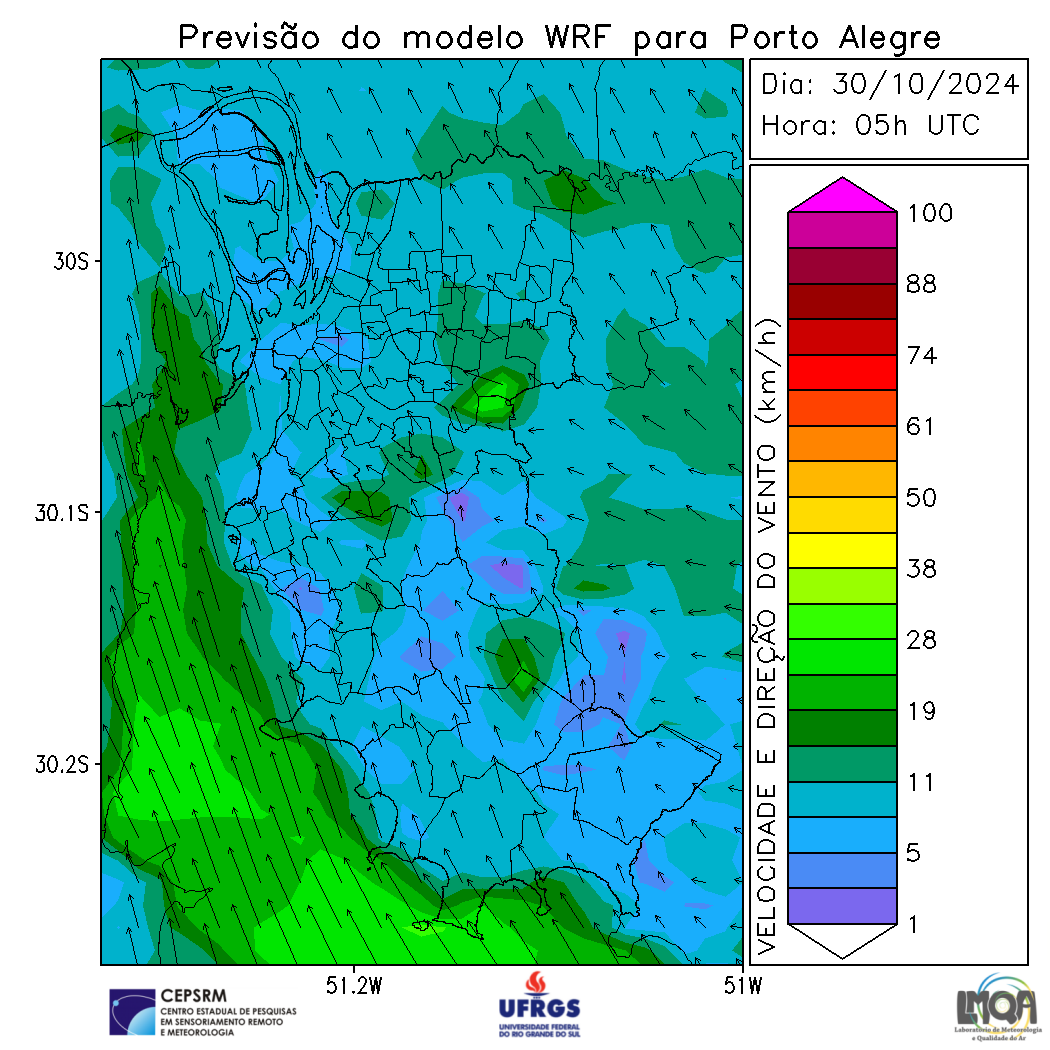 Previsão do modelo WRF para Porto Alegre
Dia: 30/10/2024
Hora: 05h UTC
30S
30.1S
30.2S
51.2W
51W
VELOCIDADE E DIREÇÃO DO VENTO (km/h)
100
88
74
61
50
38
28
19
11
5
1
CEPSRM
CENTRO ESTADUAL DE PESQUISAS
EM SENSORIAMENTO REMOTO
E METEOROLOGIA
UFRGS
UNIVERSIDADE FEDERAL
DO RIO GRANDE DO SUL
LMQA
Laboratório de Meteorologia
e Qualidade do Ar